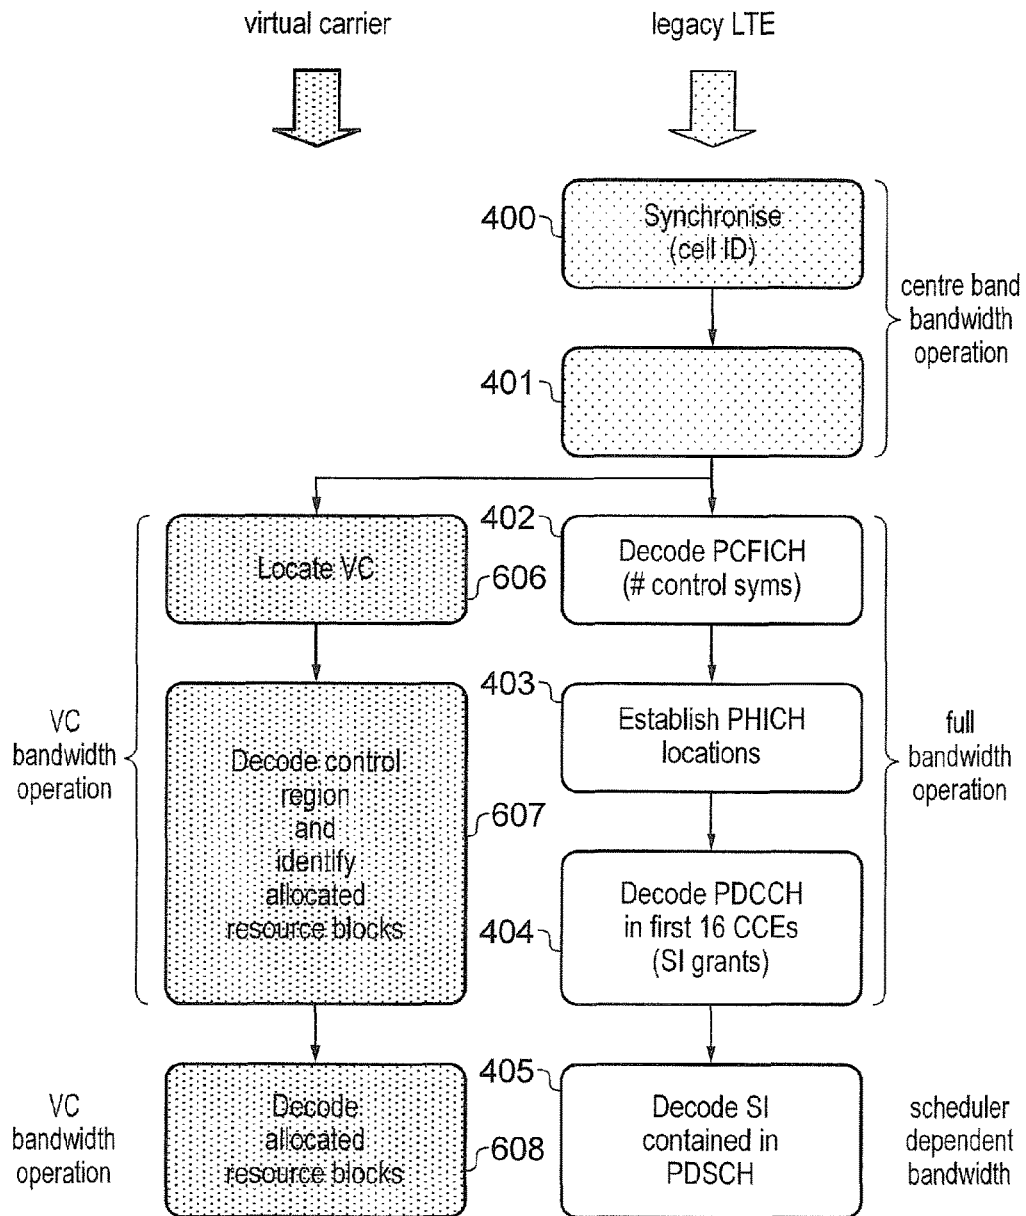 virtual carrier
legacy LTE
400
Synchronise
(cell ID)
centre band
bandwidth
operation
401
402
Locate VC
606
Decode PCFICH
(# control syms)
403
VC
bandwidth
operation
Decode control
region
and
identify
allocated
resource blocks
607
Establish PHICH
locations
full
bandwidth
operation
404
Decode PDCCH
in first 16 CCEs
(SI grants)
405
VC
bandwidth
operation
Decode
allocated
resource blocks
608
Decode SI
contained in
PDSCH
scheduler
dependent
bandwidth